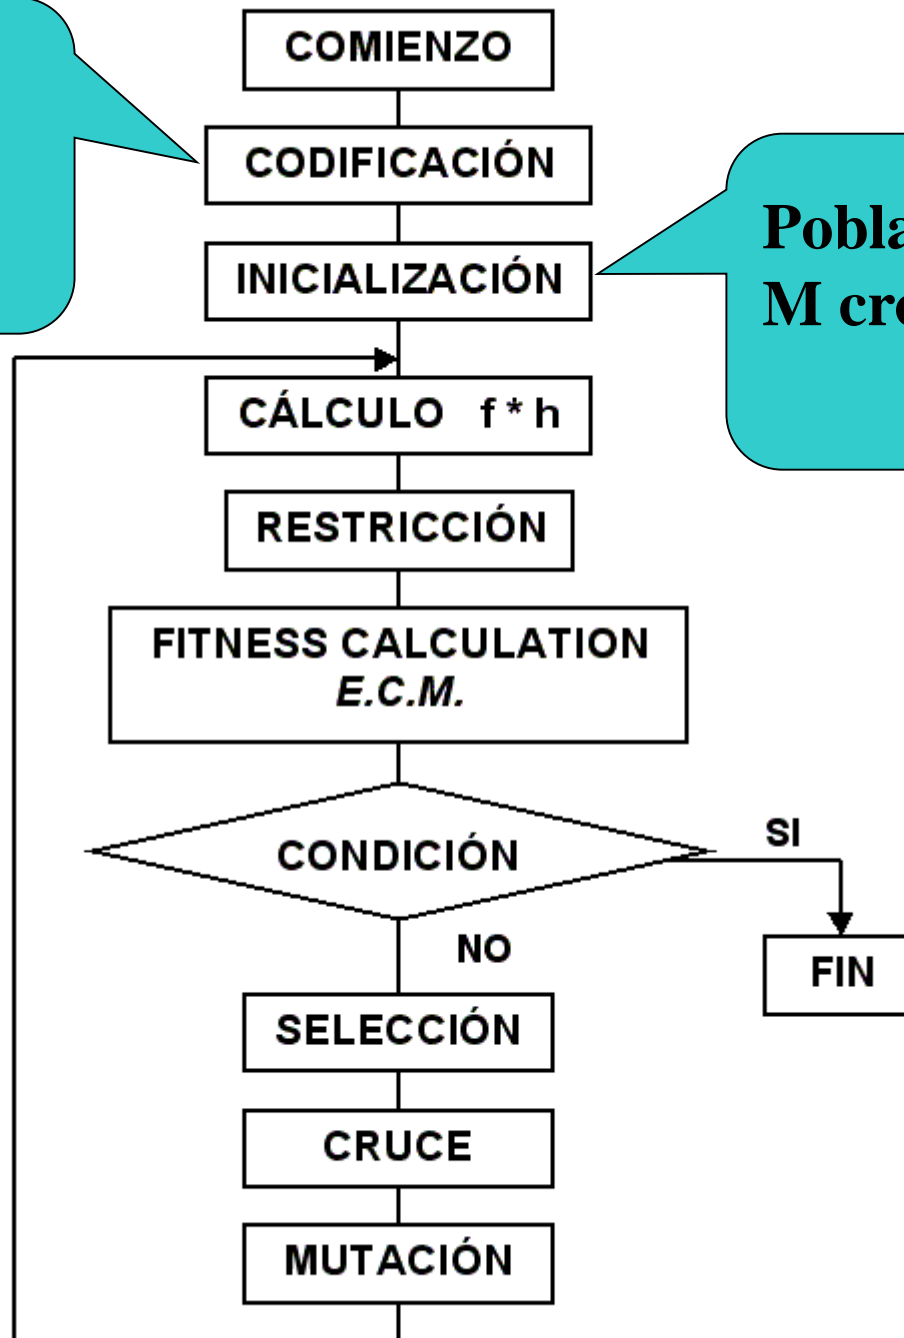 COMIENZO
CODIFICACIÓN
INICIALIZACIÓN
CÁLCULO f * h
RESTRICCIÓN
FITNESS CALCULATION
E.C.M.
CONDICIÓN
SI
NO
FIN
SELECCIÓN
CRUCE
MUTACIÓN
M